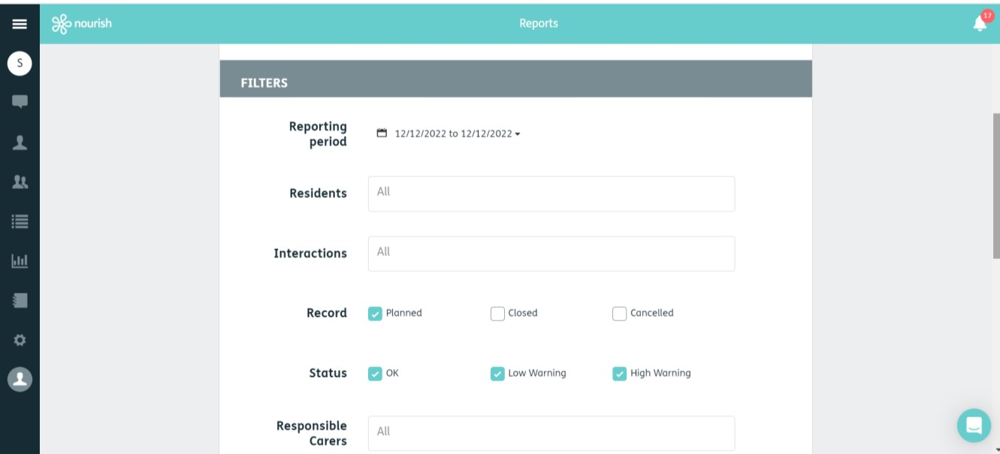 nourish
Reports
17
S
FILTERS
Reporting
period
12/12/2022 to 12/12/2022
Residents
All
Interactions
All
Record
Planned
Closed
Cancelled
Status
OK
Low Warning
High Warning
Responsible
Carers
All